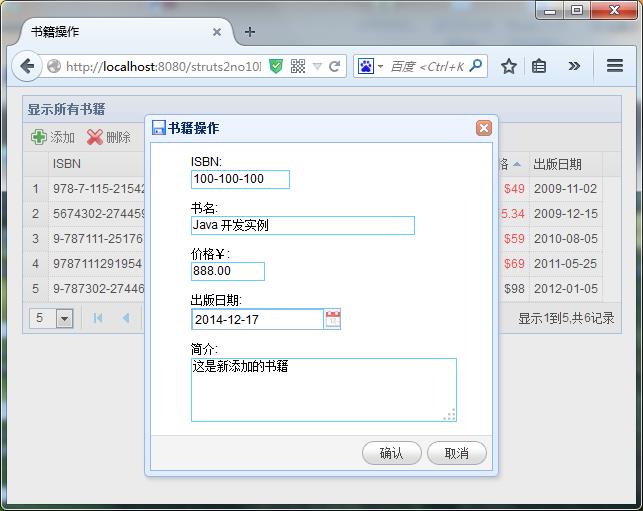 书籍操作
http://localhost:8080/struts2no10
百度 <Ctrl+K
显示所有书籍
添加 删除
ISBN 格 出版日期
1 978-7-115-2154 $49 2009-11-02
2 5674302-27445 5.34 2009-12-15
3 9-787111-25176 $59 2010-08-05
4 9787111291954 $69 2011-05-25
5 9-787302-27446 $98 2012-01-05
5 显示1到5,共6记录
书籍操作
ISBN:
100-100-100
书名:
Java 开发实例
价格￥:
888.00
出版日期:
2014-12-17
简介:
这是新添加的书籍
确认 取消